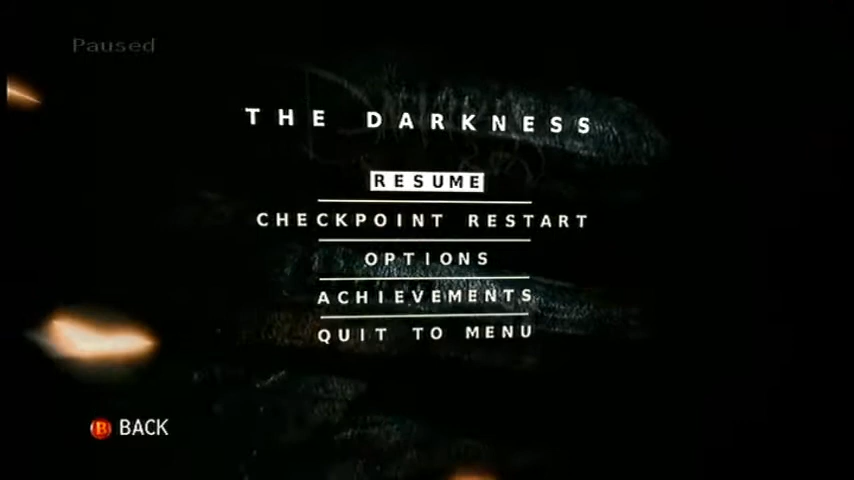 Paused
THE DARKNESS
RESUME
CHECKPOINT RESTART
OPTIONS
ACHIEVEMENTS
QUIT TO MENU
B BACK